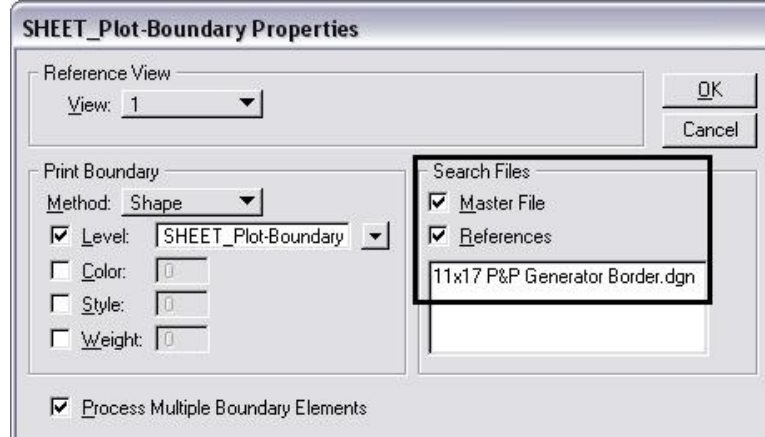 SHEET_Plot-Boundary Properties
Reference View
View: 1
OK
Cancel
Print Boundary
Method: Shape
Level: SHEET_Plot-Boundary
Color: 0
Style: 0
Weight: 0
Search Files
Master File
References
11x17 P&P Generator Border.dgn
Process Multiple Boundary Elements